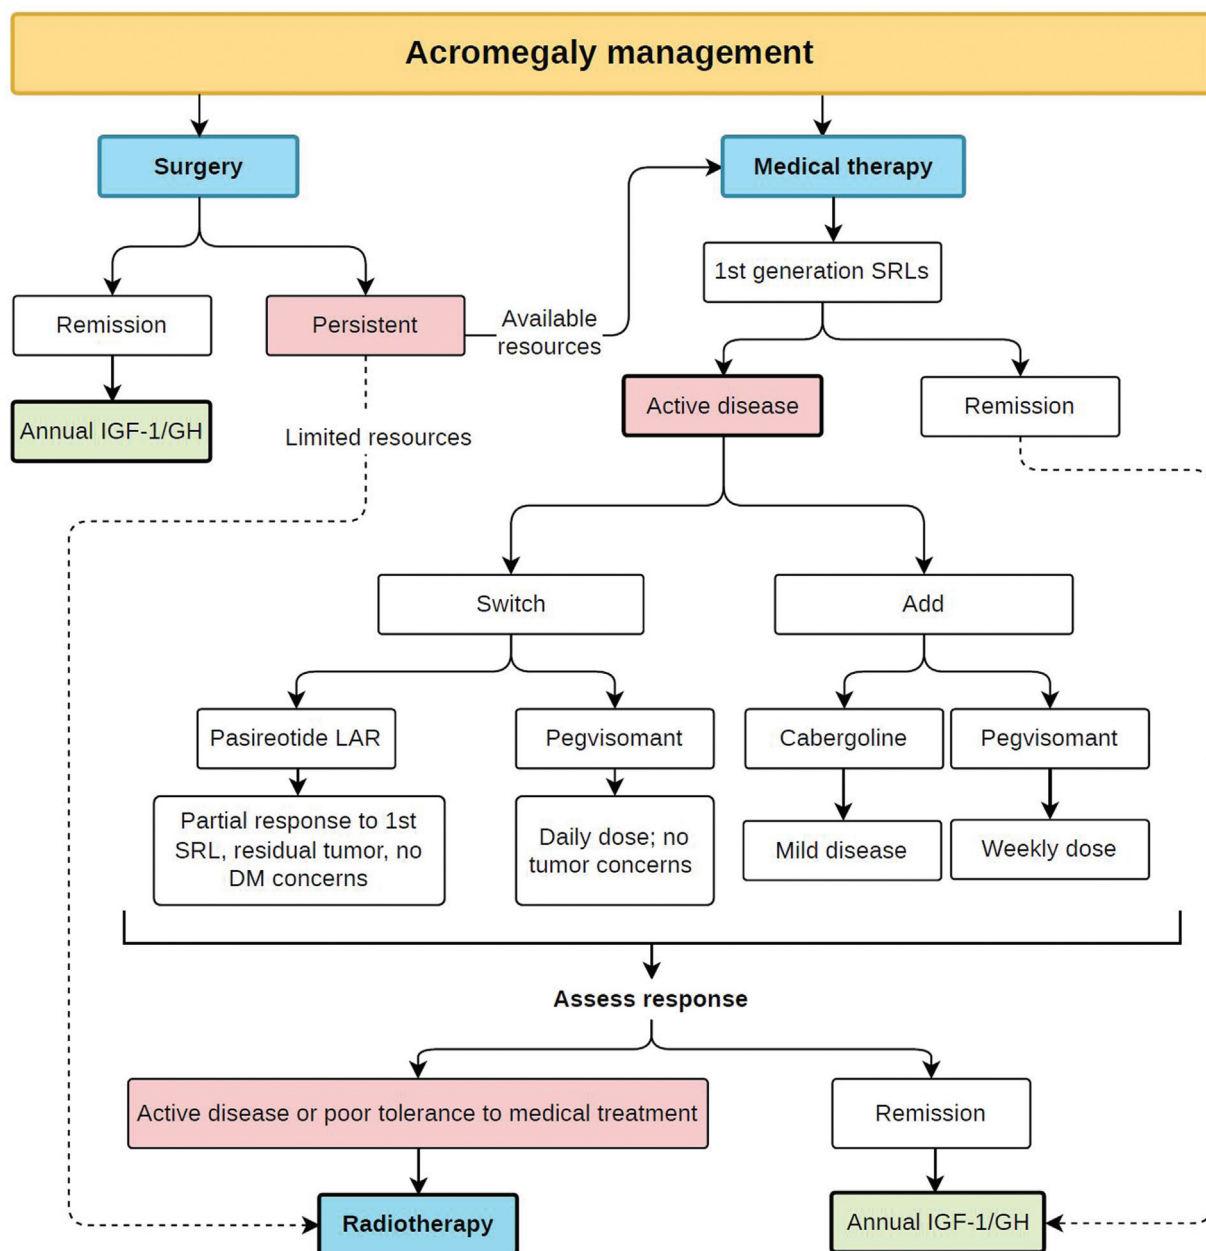 Acromegaly management
Surgery
Medical therapy
1st generation SRLs
Remission
Persistent
Available
resources
Active disease
Remission
Annual IGF-1/GH
Limited resources
Switch
Add
Pasireotide LAR
Pegvisomant
Cabergoline
Pegvisomant
Partial response to 1st
SRL, residual tumor, no
DM concerns
Daily dose; no
tumor concerns
Mild disease
Weekly dose
Assess response
Active disease or poor tolerance to medical treatment
Remission
Radiotherapy
Annual IGF-1/GH